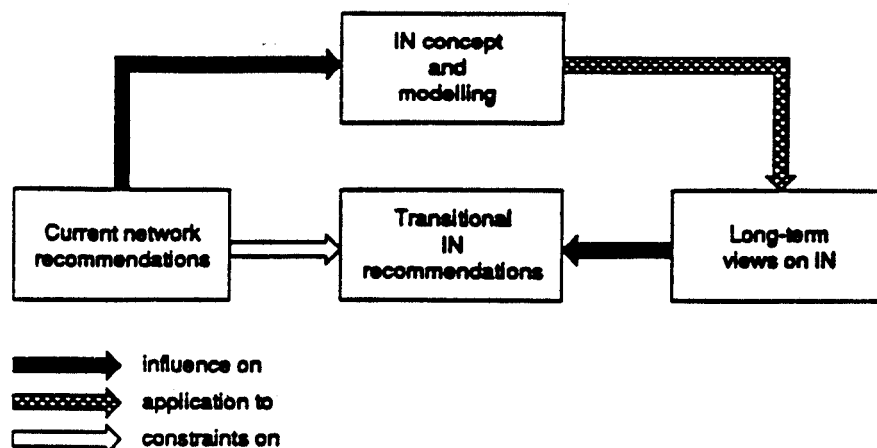 IN concept
and
modelling
Current network
recommendations
Transitional
IN
recommendations
Long-term
views on IN
influence on
application to
constraints on